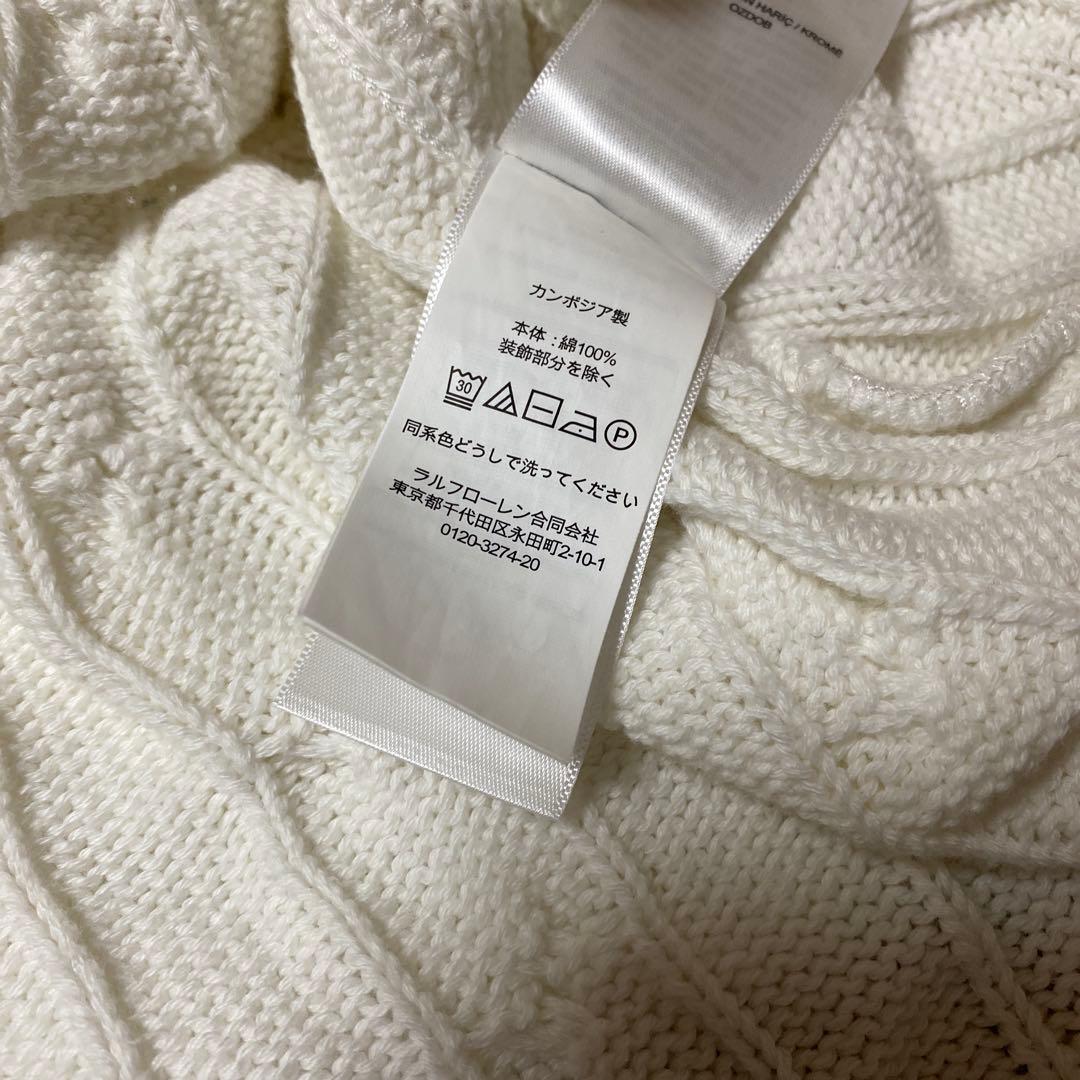 HARİÇ / KROMĚ
OZDOB
カンボジア製
本体 : 綿100%
装飾部分を除く
30 P
同系色どうしで洗ってください
ラルフローレン合同会社
東京都千代田区永田町2-10-1
0120-3274-20